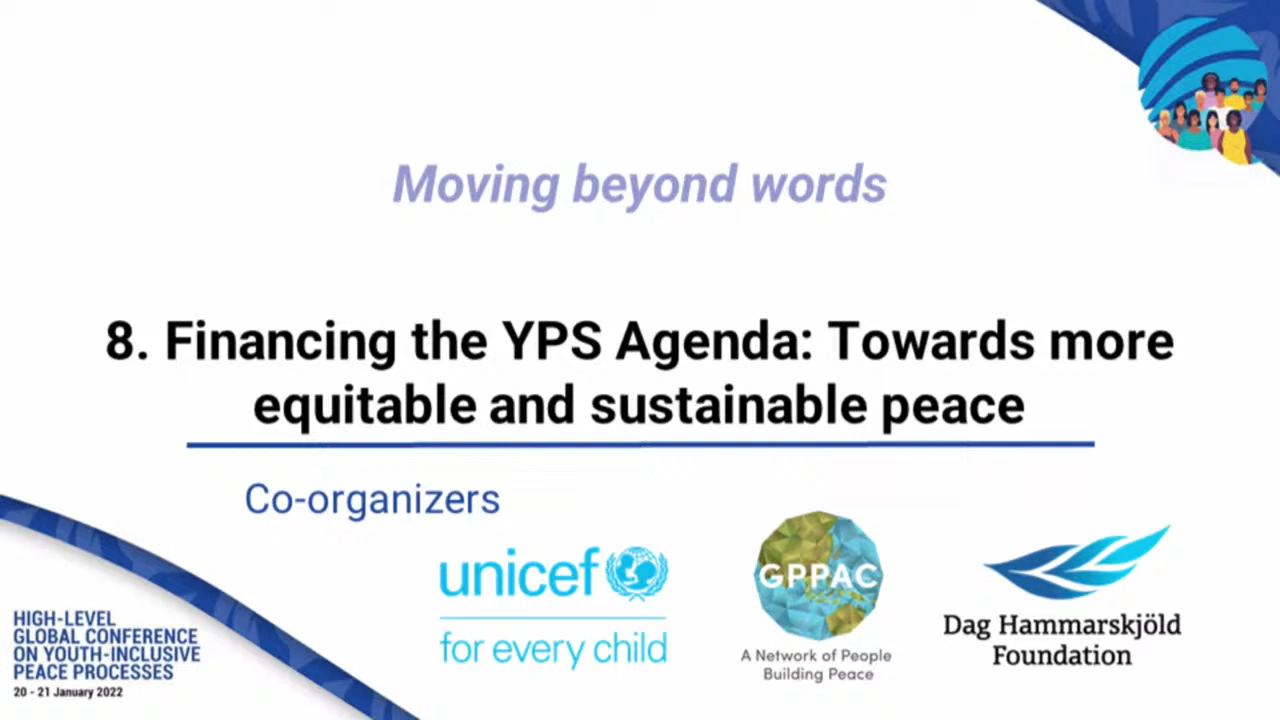 Moving beyond words
8. Financing the YPS Agenda: Towards more
equitable and sustainable peace
Co-organizers
unicef
for every child
GPPAC
A Network of People
Building Peace
Dag Hammarskjöld
Foundation
HIGH-LEVEL
GLOBAL CONFERENCE
ON YOUTH-INCLUSIVE
PEACE PROCESSES
20 - 21 January 2022